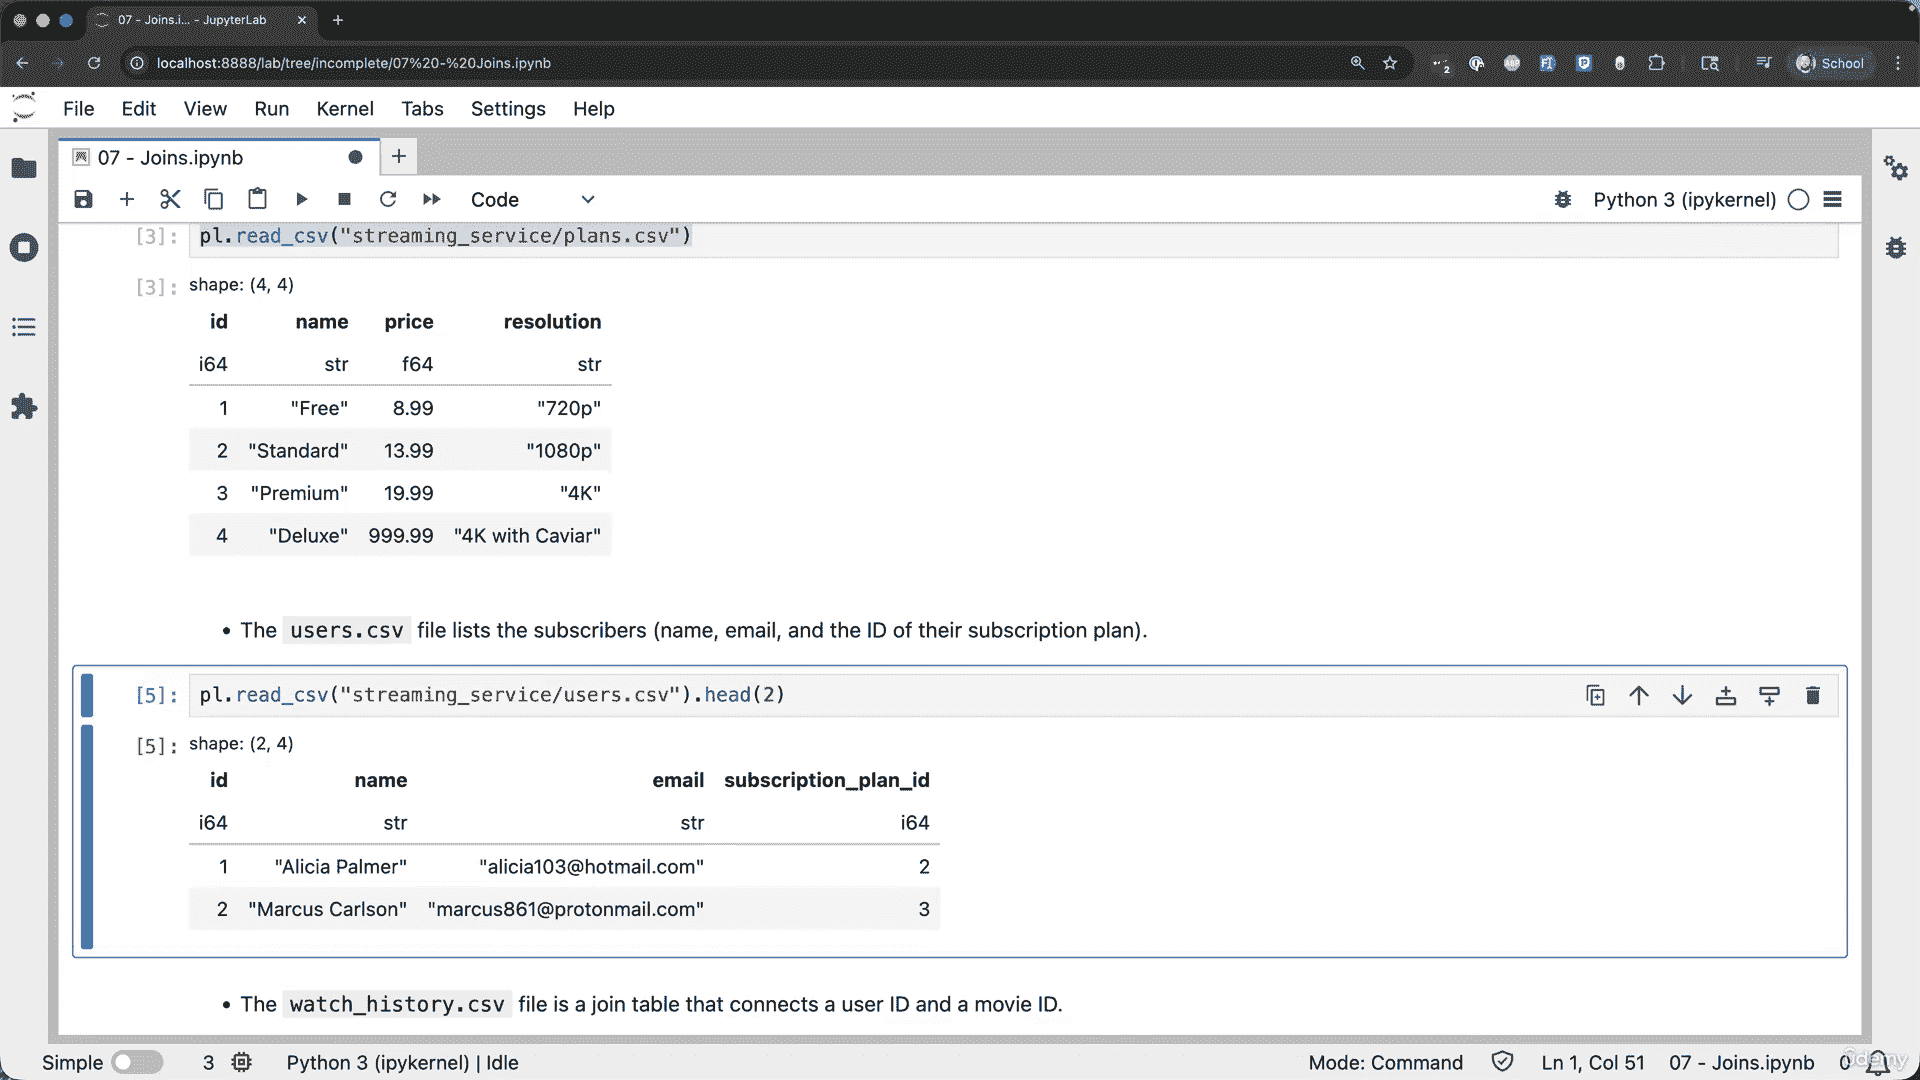 07 - Joins.i... - JupyterLab
localhost:8888/lab/tree/incomplete/07%20-%20Joins.ipynb
2
ABP
School
File Edit View Run Kernel Tabs Settings Help
07 - Joins.ipynb
Code
Python 3 (ipykernel)
[3]: pl.read_csv("streaming_service/plans.csv")
[3]: shape: (4, 4)
id name price resolution
i64 str f64 str
1 "Free" 8.99 "720p"
2 "Standard" 13.99 "1080p"
3 "Premium" 19.99 "4K"
4 "Deluxe" 999.99 "4K with Caviar"
• The users.csv file lists the subscribers (name, email, and the ID of their subscription plan).
[5]: pl.read_csv("streaming_service/users.csv").head(2)
[5]: shape: (2, 4)
id name email subscription_plan_id
i64 str str i64
1 "Alicia Palmer" "alicia103@hotmail.com" 2
2 "Marcus Carlson" "marcus861@protonmail.com" 3
• The watch_history.csv file is a join table that connects a user ID and a movie ID.
Simple 3 Python 3 (ipykernel) | Idle Mode: Command Ln 1, Col 51 07 - Joins.ipynb 0
udemy